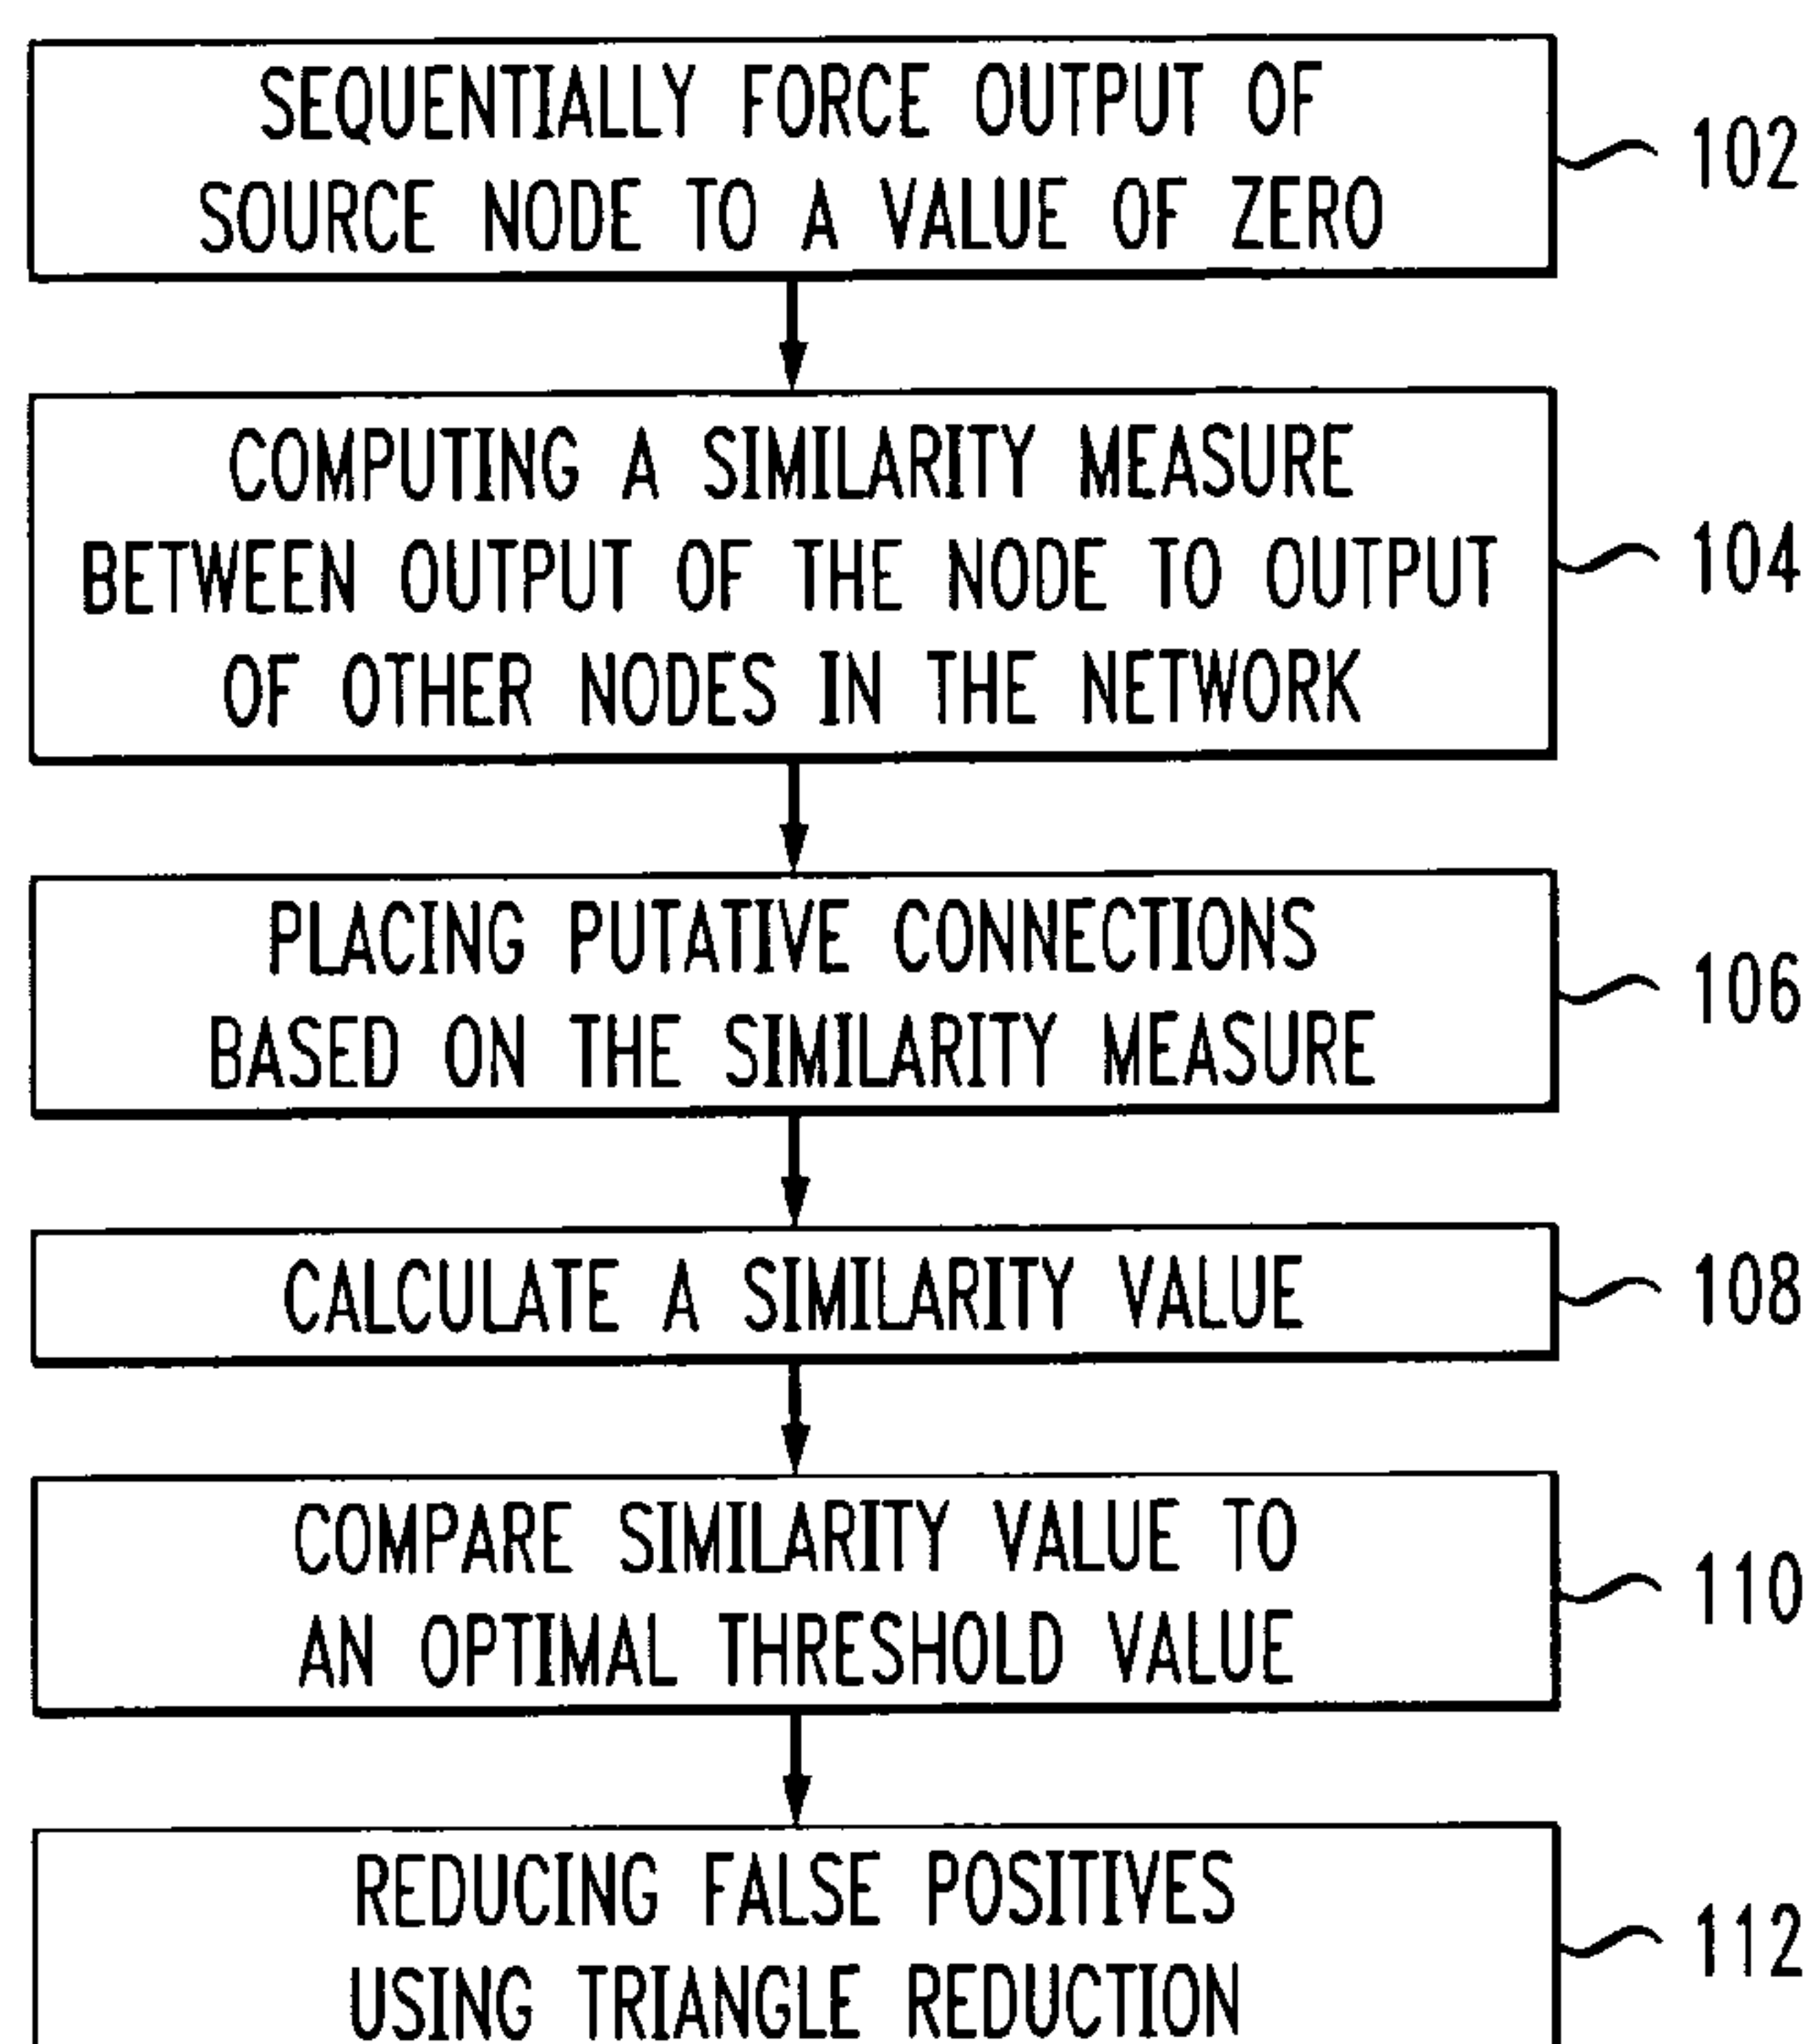 SEQUENTIALLY FORCE OUTPUT OF
SOURCE NODE TO A VALUE OF ZERO
102
COMPUTING A SIMILARITY MEASURE
BETWEEN OUTPUT OF THE NODE TO OUTPUT
OF OTHER NODES IN THE NETWORK
104
PLACING PUTATIVE CONNECTIONS
BASED ON THE SIMILARITY MEASURE
106
CALCULATE A SIMILARITY VALUE
108
COMPARE SIMILARITY VALUE TO
AN OPTIMAL THRESHOLD VALUE
110
REDUCING FALSE POSITIVES
USING TRIANGLE REDUCTION
112